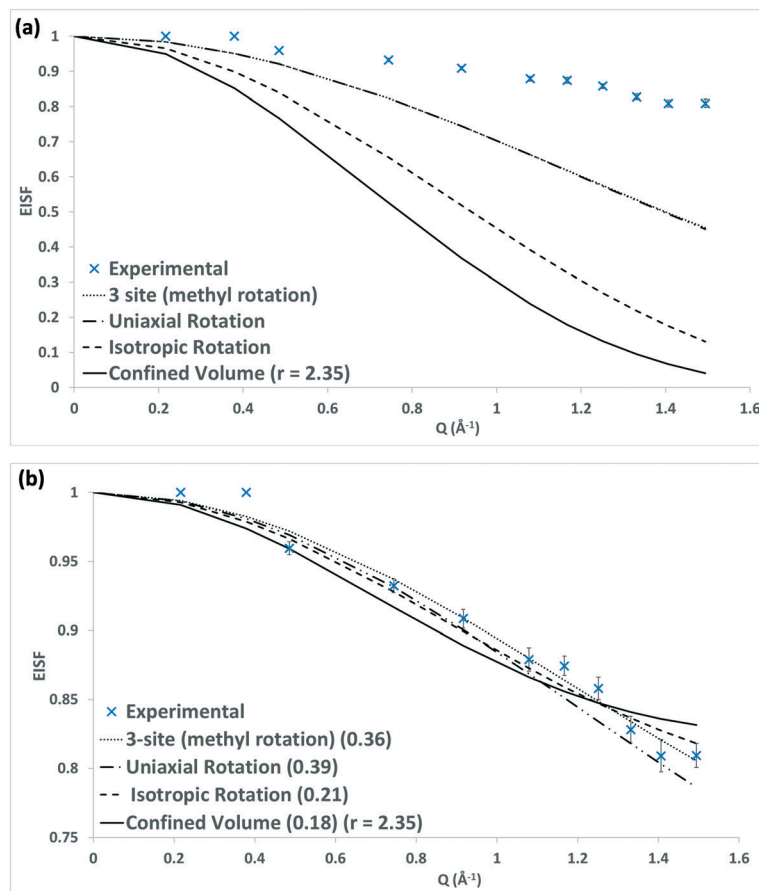 (a)
1
0.9
0.8
0.7
0.6
0.5
0.4
0.3
0.2
0.1
0
EISF
Experimental
3 site (methyl rotation)
Uniaxial Rotation
Isotropic Rotation
Confined Volume (r = 2.35)
0 0.2 0.4 0.6 0.8 1 1.2 1.4 1.6
Q (Å⁻¹)
(b)
1
0.95
0.9
0.85
0.8
0.75
EISF
Experimental
3-site (methyl rotation) (0.36)
Uniaxial Rotation (0.39)
Isotropic Rotation (0.21)
Confined Volume (0.18) (r = 2.35)
0 0.2 0.4 0.6 0.8 1 1.2 1.4 1.6
Q (Å⁻¹)